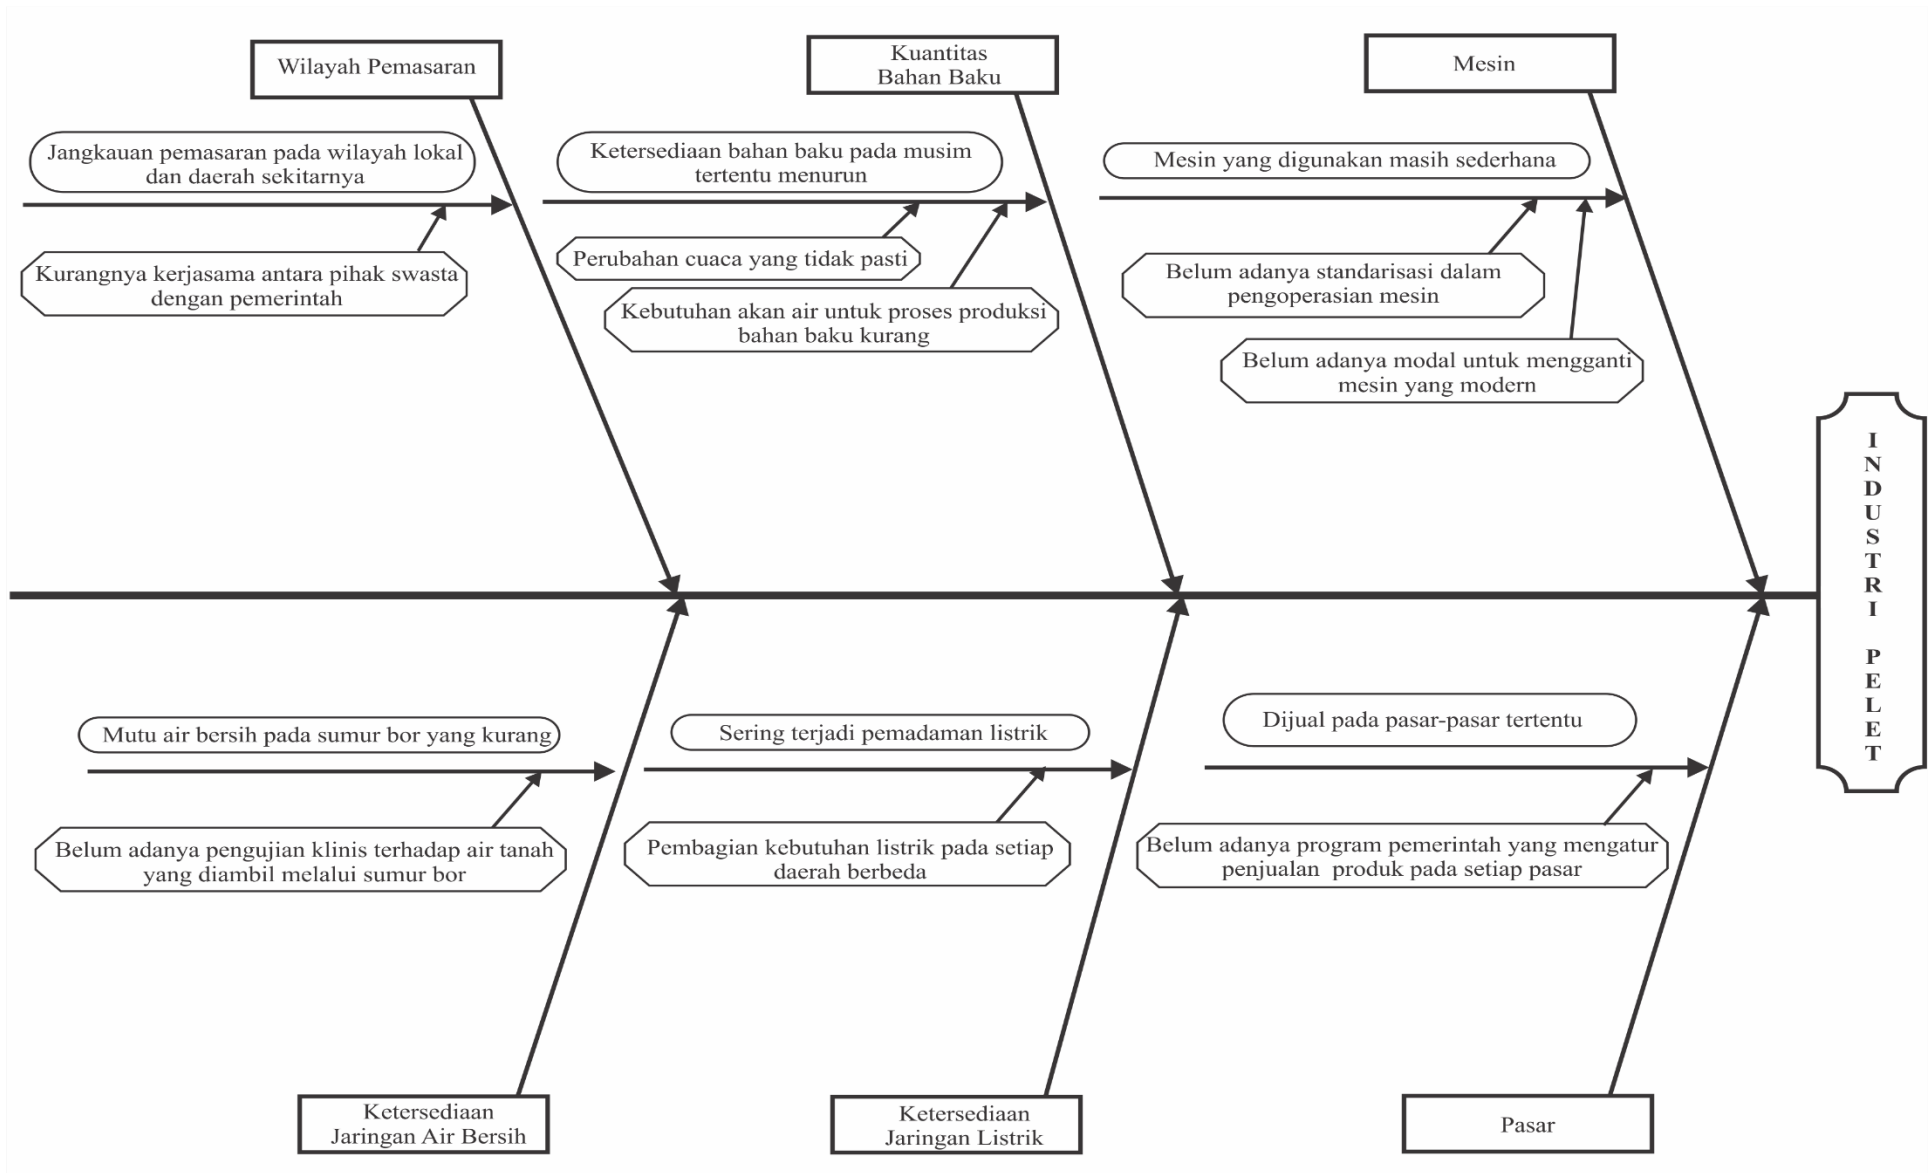 Wilayah Pemasaran
Kuantitas
Bahan Baku
Mesin
Jangkauan pemasaran pada wilayah lokal
dan daerah sekitarnya
Ketersediaan bahan baku pada musim
tertentu menurun
Mesin yang digunakan masih sederhana
Kurangnya kerjasama antara pihak swasta
dengan pemerintah
Perubahan cuaca yang tidak pasti
Kebutuhan akan air untuk proses produksi
bahan baku kurang
Belum adanya standarisasi dalam
pengoperasian mesin
Belum adanya modal untuk mengganti
mesin yang modern
INDUSTRI PELET
Mutu air bersih pada sumur bor yang kurang
Sering terjadi pemadaman listrik
Dijual pada pasar-pasar tertentu
Belum adanya pengujian klinis terhadap air tanah
yang diambil melalui sumur bor
Pembagian kebutuhan listrik pada setiap
daerah berbeda
Belum adanya program pemerintah yang mengatur
penjualan produk pada setiap pasar
Ketersediaan
Jaringan Air Bersih
Ketersediaan
Jaringan Listrik
Pasar